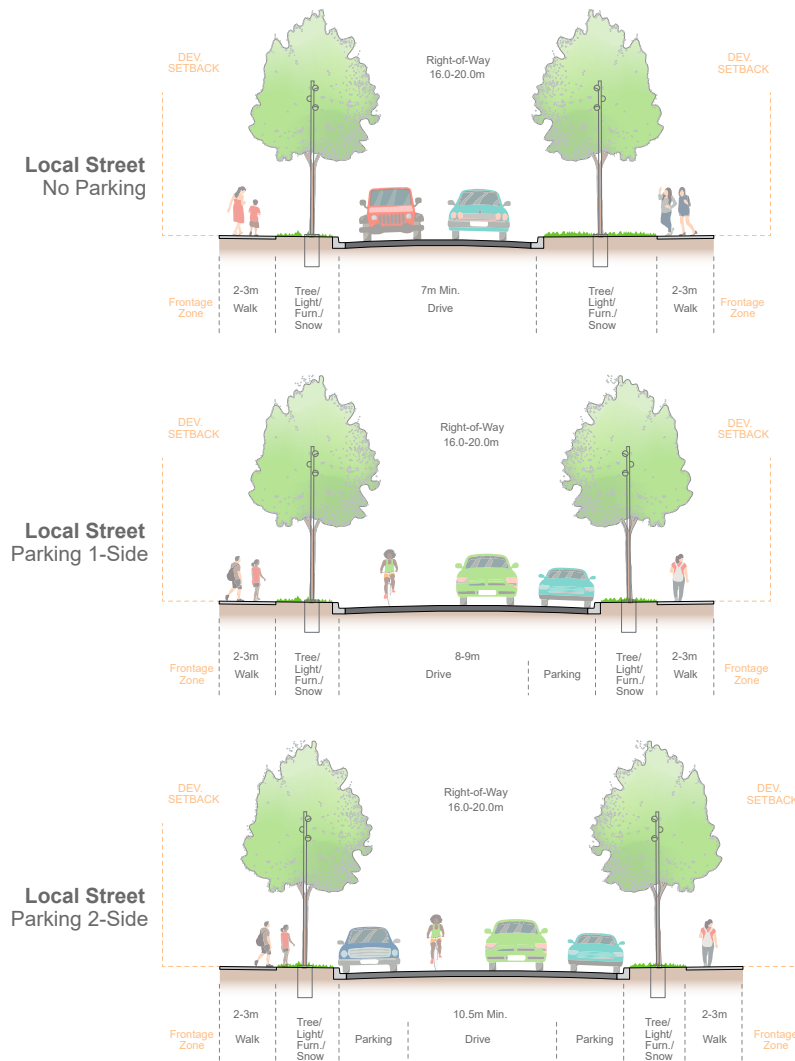 DEV.
SETBACK
Right-of-Way
16.0-20.0m
DEV.
SETBACK
Local Street
No Parking
Frontage
Zone
2-3m
Walk
Tree/
Light/
Furn./
Snow
7m Min.
Drive
Tree/
Light/
Furn./
Snow
2-3m
Walk
Frontage
Zone
DEV.
SETBACK
Right-of-Way
16.0-20.0m
DEV.
SETBACK
Local Street
Parking 1-Side
Frontage
Zone
2-3m
Walk
Tree/
Light/
Furn./
Snow
8-9m
Drive
Parking
Tree/
Light/
Furn./
Snow
2-3m
Walk
Frontage
Zone
DEV.
SETBACK
Right-of-Way
16.0-20.0m
DEV.
SETBACK
Local Street
Parking 2-Side
Frontage
Zone
2-3m
Walk
Tree/
Light/
Furn./
Snow
Parking
10.5m Min.
Drive
Parking
Tree/
Light/
Furn./
Snow
2-3m
Walk
Frontage
Zone